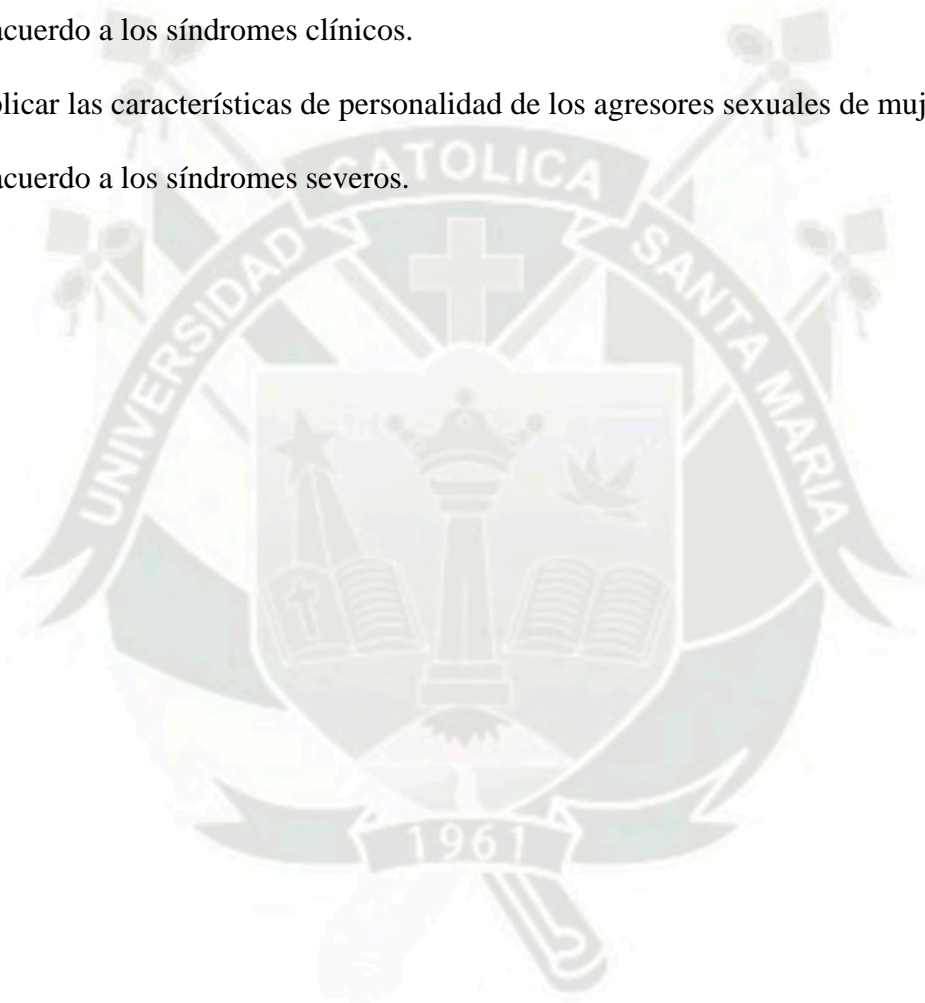 acuerdo a los síndromes clínicos.
plicar las características de personalidad de los agresores sexuales de muj
acuerdo a los síndromes severos.
UNIVERSIDAD CATOLICA SANTA MARIA
1961